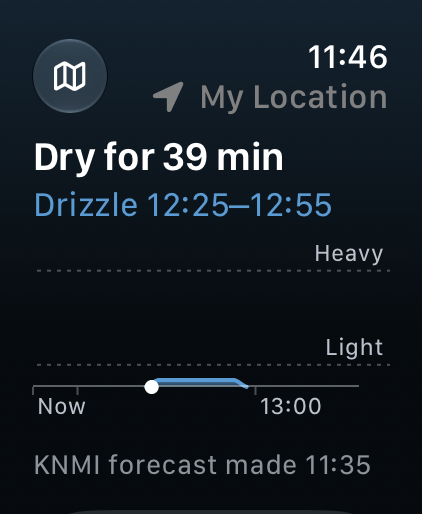 11:46
My Location
Dry for 39 min
Drizzle 12:25–12:55
Heavy
Light
Now 13:00
KNMI forecast made 11:35